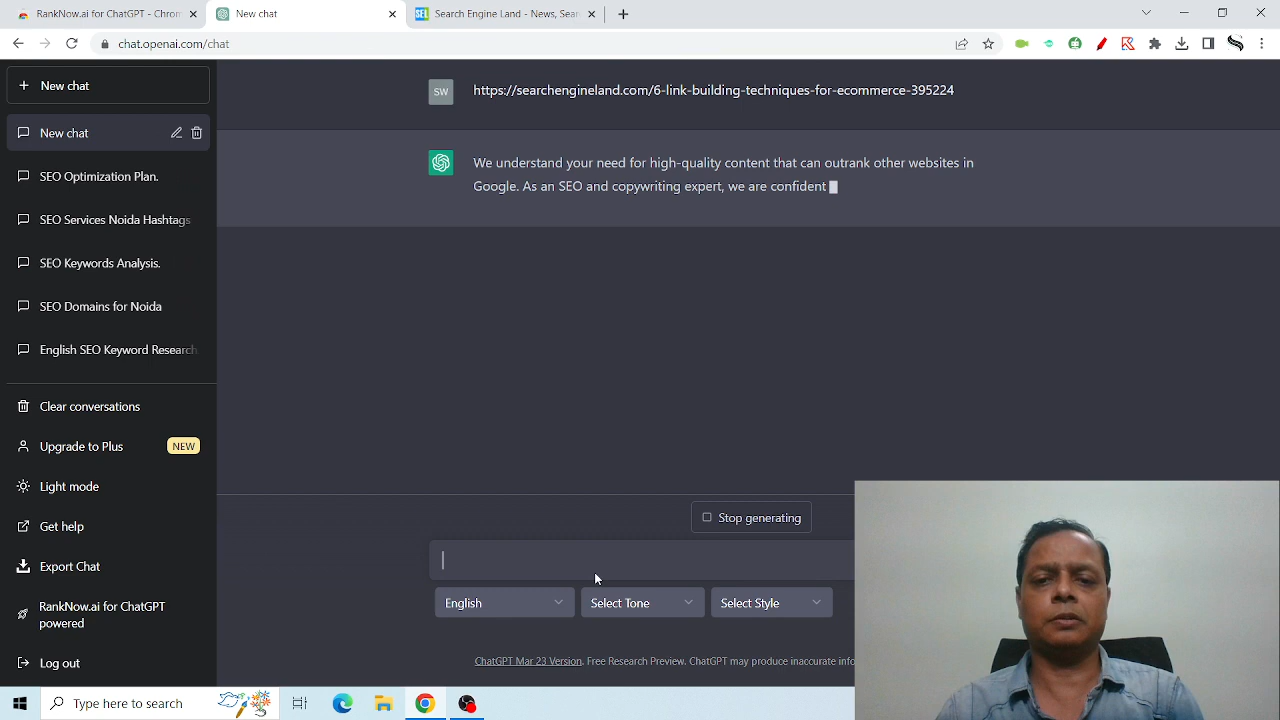 RankNow.ai for ChatGPT - Chrom
New chat
SEL
Search Engine Land - News, Sear
chat.openai.com/chat
New chat
New chat
SEO Optimization Plan.
SEO Services Noida Hashtags
SEO Keywords Analysis.
SEO Domains for Noida
English SEO Keyword Research
Clear conversations
Upgrade to Plus
NEW
Light mode
Get help
Export Chat
RankNow.ai for ChatGPT
powered
Log out
SW
https://searchengineland.com/6-link-building-techniques-for-ecommerce-395224
We understand your need for high-quality content that can outrank other websites in
Google. As an SEO and copywriting expert, we are confident
Stop generating
English
Select Tone
Select Style
ChatGPT Mar 23 Version. Free Research Preview. ChatGPT may produce inaccurate info
Type here to search